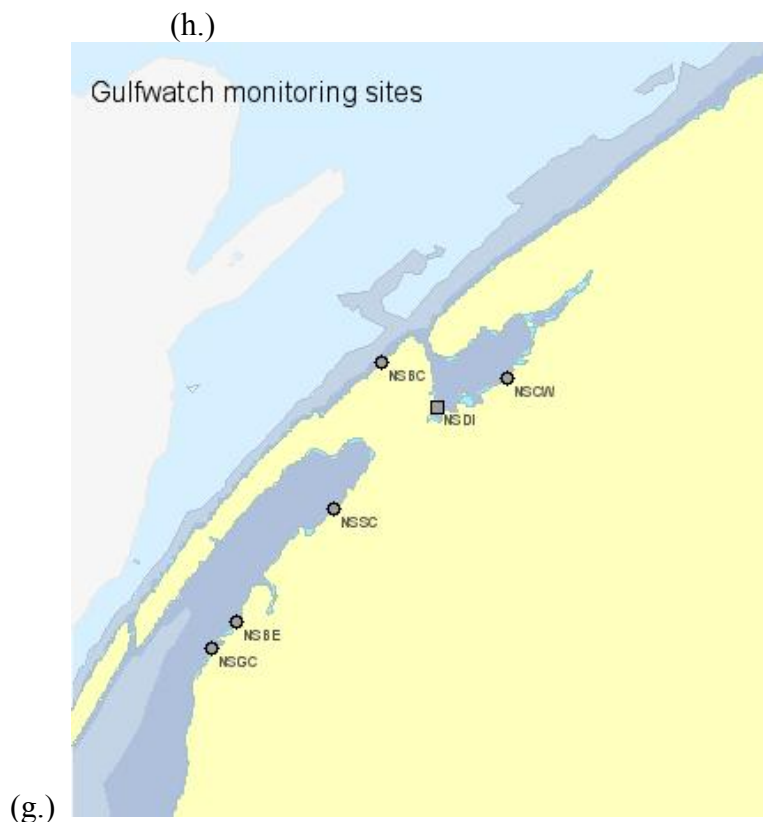 (h.)
Gulfwatch monitoring sites
NSBC
NSCW
NSDI
NSSC
NSBE
NSGC
(g.)